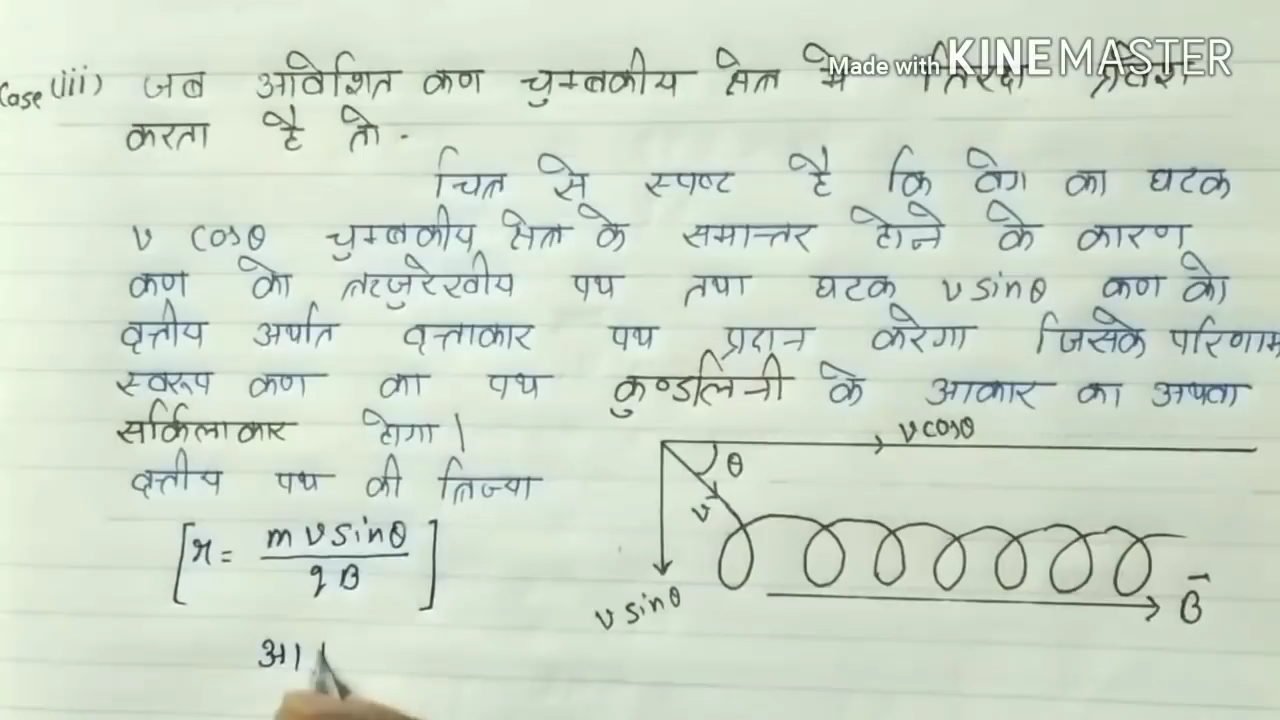 Made with KINEMASTER
Case (iii) जब आवेशित कण चुम्बकीय क्षेत्र में तिरछा प्रवेश
करता है तो -
चित्र से स्पष्ट है कि वेग का घटक
v cosθ चुम्बकीय क्षेत्र के समान्तर होने के कारण
कण को ऋजुरेखीय पथ तथा घटक v sinθ कण को
वृत्तीय अर्थात वृत्ताकार पथ प्रदान करेगा जिसके परिणाम
स्वरूप कण का पथ कुण्डलिनी के आकार का अथवा
सर्किलाकार होगा।
वृत्तीय पथ की त्रिज्या
[r = mvsinθ / qB]
आ
v cosθ
θ
v
v sinθ
B⃗